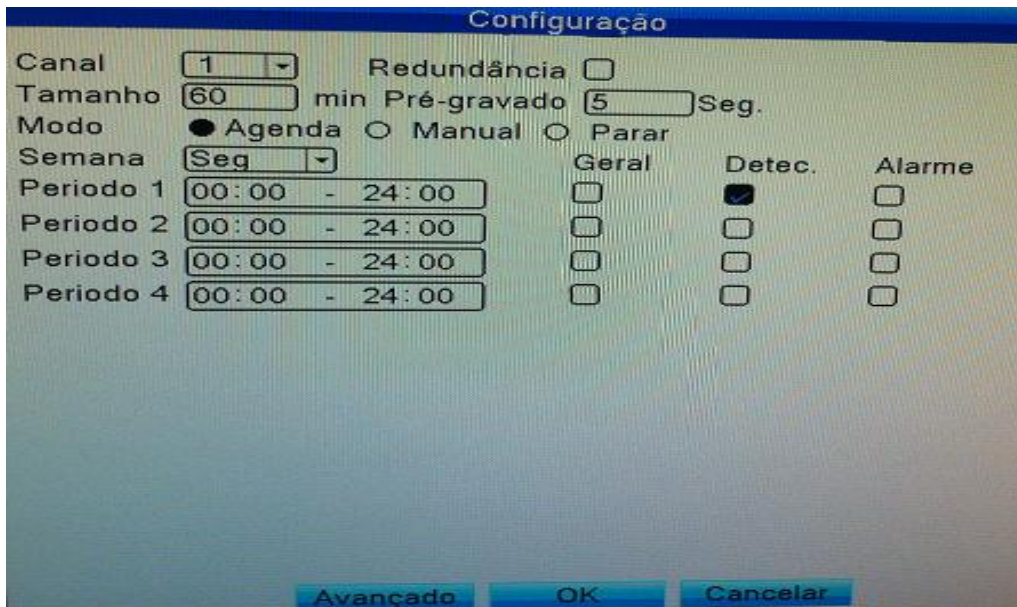 Configuração
Canal 1 Redundância
Tamanho 60 min Pré-gravado 5 Seg.
Modo Agenda Manual Parar
Semana Seg Geral Detec. Alarme
Periodo 1 00:00 - 24:00
Periodo 2 00:00 - 24:00
Periodo 3 00:00 - 24:00
Periodo 4 00:00 - 24:00
Avançado OK Cancelar